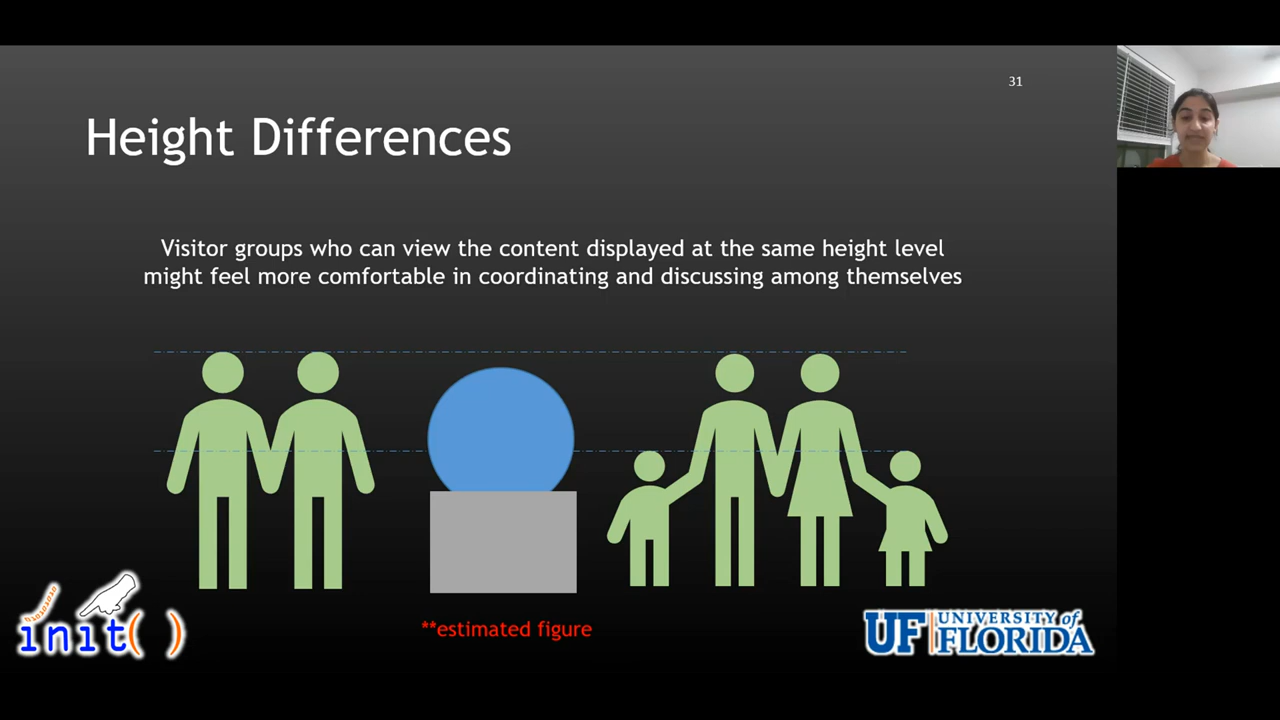 31
Height Differences
Visitor groups who can view the content displayed at the same height level
might feel more comfortable in coordinating and discussing among themselves
**estimated figure
init( )
UF UNIVERSITY of
FLORIDA